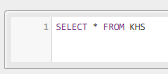 1 SELECT * FROM KHS